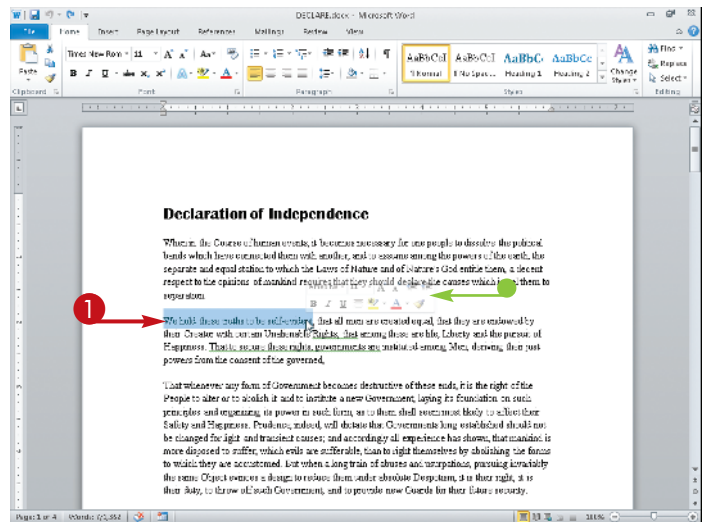 DECLARE.docx - Microsoft Word
File Home Insert Page Layout References Mailings Review View
Paste
Times New Rom 11 A A Aa
B I U abc x, x² A A
AaBbCcI AaBbCcI AaBbC AaBbCc
¶ Normal ¶ No Spac... Heading 1 Heading 2
Change Styles
Find
Replace
Select
Clipboard Font Paragraph Styles Editing
Declaration of Independence
When in the Course of human events, it becomes necessary for one people to dissolve the political
bands which have connected them with another, and to assume among the powers of the earth, the
separate and equal station to which the Laws of Nature and of Nature's God entitle them, a decent
respect to the opinions of mankind requires that they should declare the causes which impel them to
separation
B I U A
1
We hold these truths to be self-evident, that all men are created equal, that they are endowed by
their Creator with certain Unalienable Rights, that among these are life, Liberty and the pursuit of
Happiness. That to secure these rights, governments are instituted among Men, deriving their just
powers from the consent of the governed,
That whenever any form of Government becomes destructive of these ends, it is the right of the
People to alter or to abolish it and to institute a new Government, laying its foundation on such
principles and organizing its power in such form, as to them shall seem most likely to affect their
Safety and Happiness. Prudence, indeed, will dictate that Governments long established should not
be changed for light and transient causes; and accordingly all experience has shown, that mankind is
more disposed to suffer, which evils are sufferable, than to right themselves by abolishing the forms
to which they are accustomed. But when a long train of abuses and usurpations, pursuing invariably
the same Object evinces a design to reduce them under absolute Despotism, it is their right, it is
their duty, to throw off such Government, and to provide new Guards for their future security.
Page: 1 of 4 Words: 100%